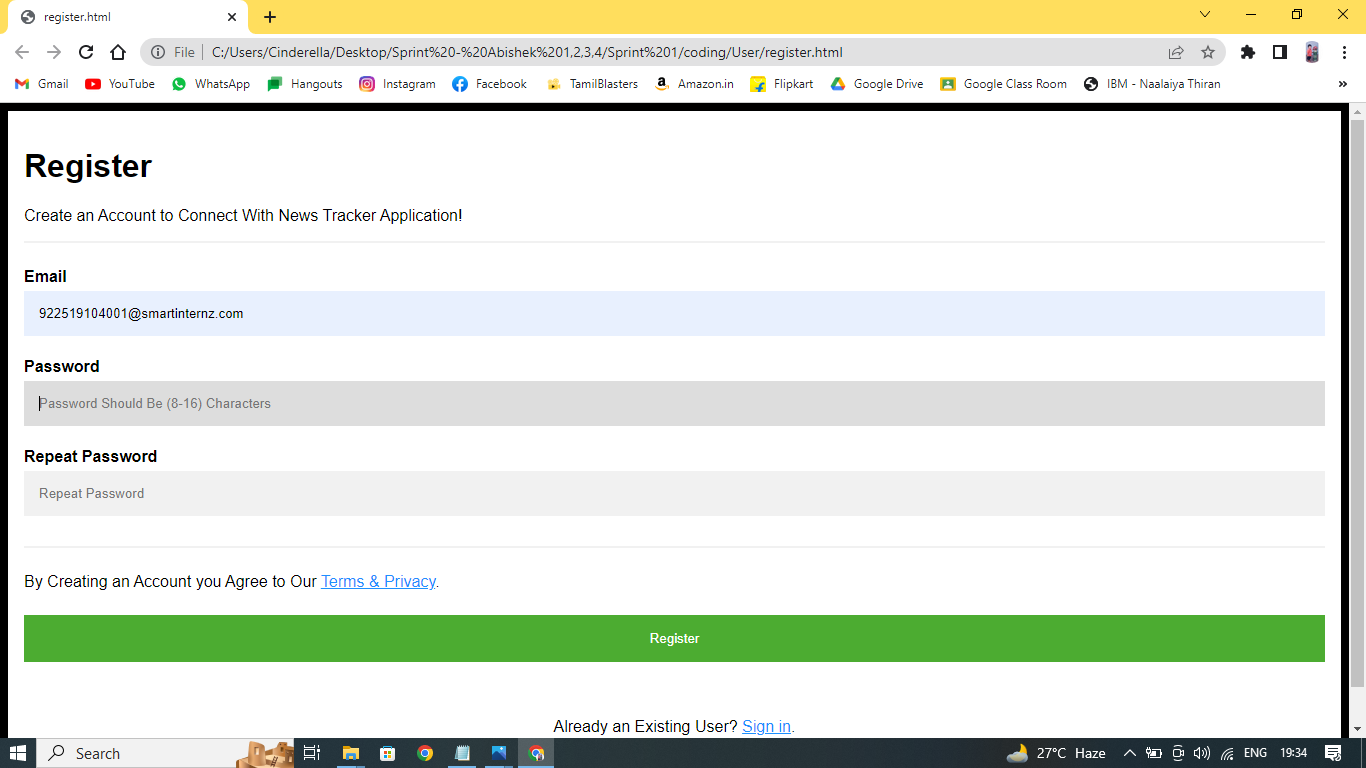 register.html
File C:/Users/Cinderella/Desktop/Sprint%20-%20Abishek%201,2,3,4/Sprint%201/coding/User/register.html
Gmail YouTube WhatsApp Hangouts Instagram Facebook TamilBlasters Amazon.in Flipkart Google Drive Google Class Room IBM - Naalaiya Thiran »
Register
Create an Account to Connect With News Tracker Application!
Email
922519104001@smartinternz.com
Password
Password Should Be (8-16) Characters
Repeat Password
Repeat Password
By Creating an Account you Agree to Our Terms & Privacy.
Register
Already an Existing User? Sign in.
Search 27°C Haze ENG 19:34